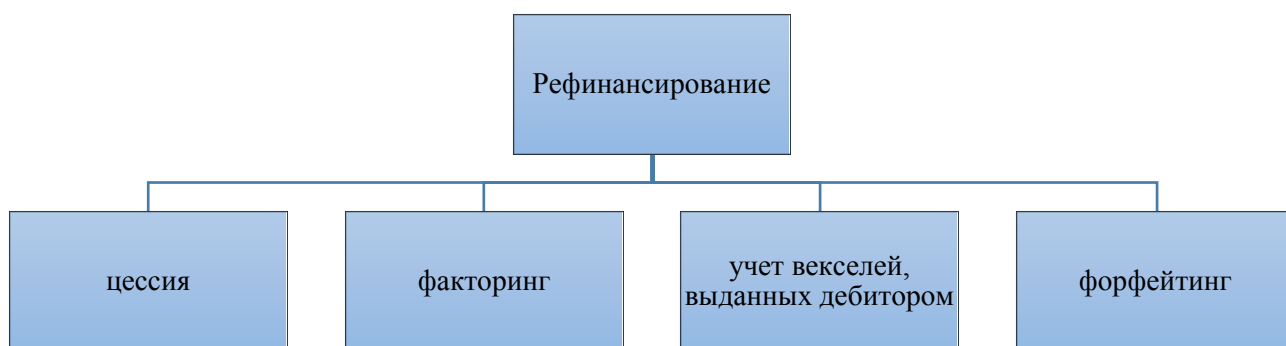 Рефинансирование
цессия
факторинг
учет векселей,
выданных дебитором
форфейтинг